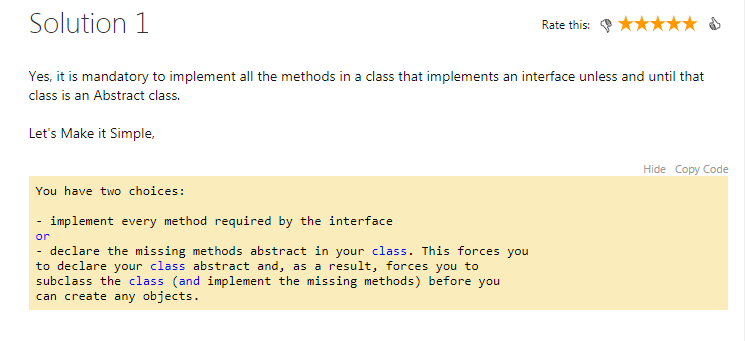 Solution 1
Rate this:
Yes, it is mandatory to implement all the methods in a class that implements an interface unless and until that
class is an Abstract class.
Let's Make it Simple,
Hide Copy Code
You have two choices:
- implement every method required by the interface
or
- declare the missing methods abstract in your class. This forces you
to declare your class abstract and, as a result, forces you to
subclass the class (and implement the missing methods) before you
can create any objects.